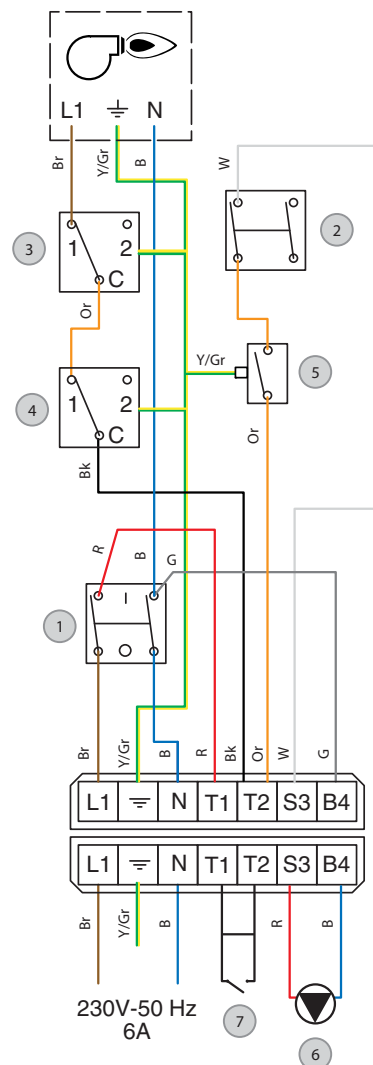 L1 N
Br Y/Gr B W
2
3 1 2
C
Or
Y/Gr 5
4 1 2
C
Bk Or
R B G
1 I
O
Br Y/Gr B R Bk Or W G
L1 N T1 T2 S3 B4
L1 N T1 T2 S3 B4
Br Y/Gr B R B
230V-50 Hz
6A
7
6